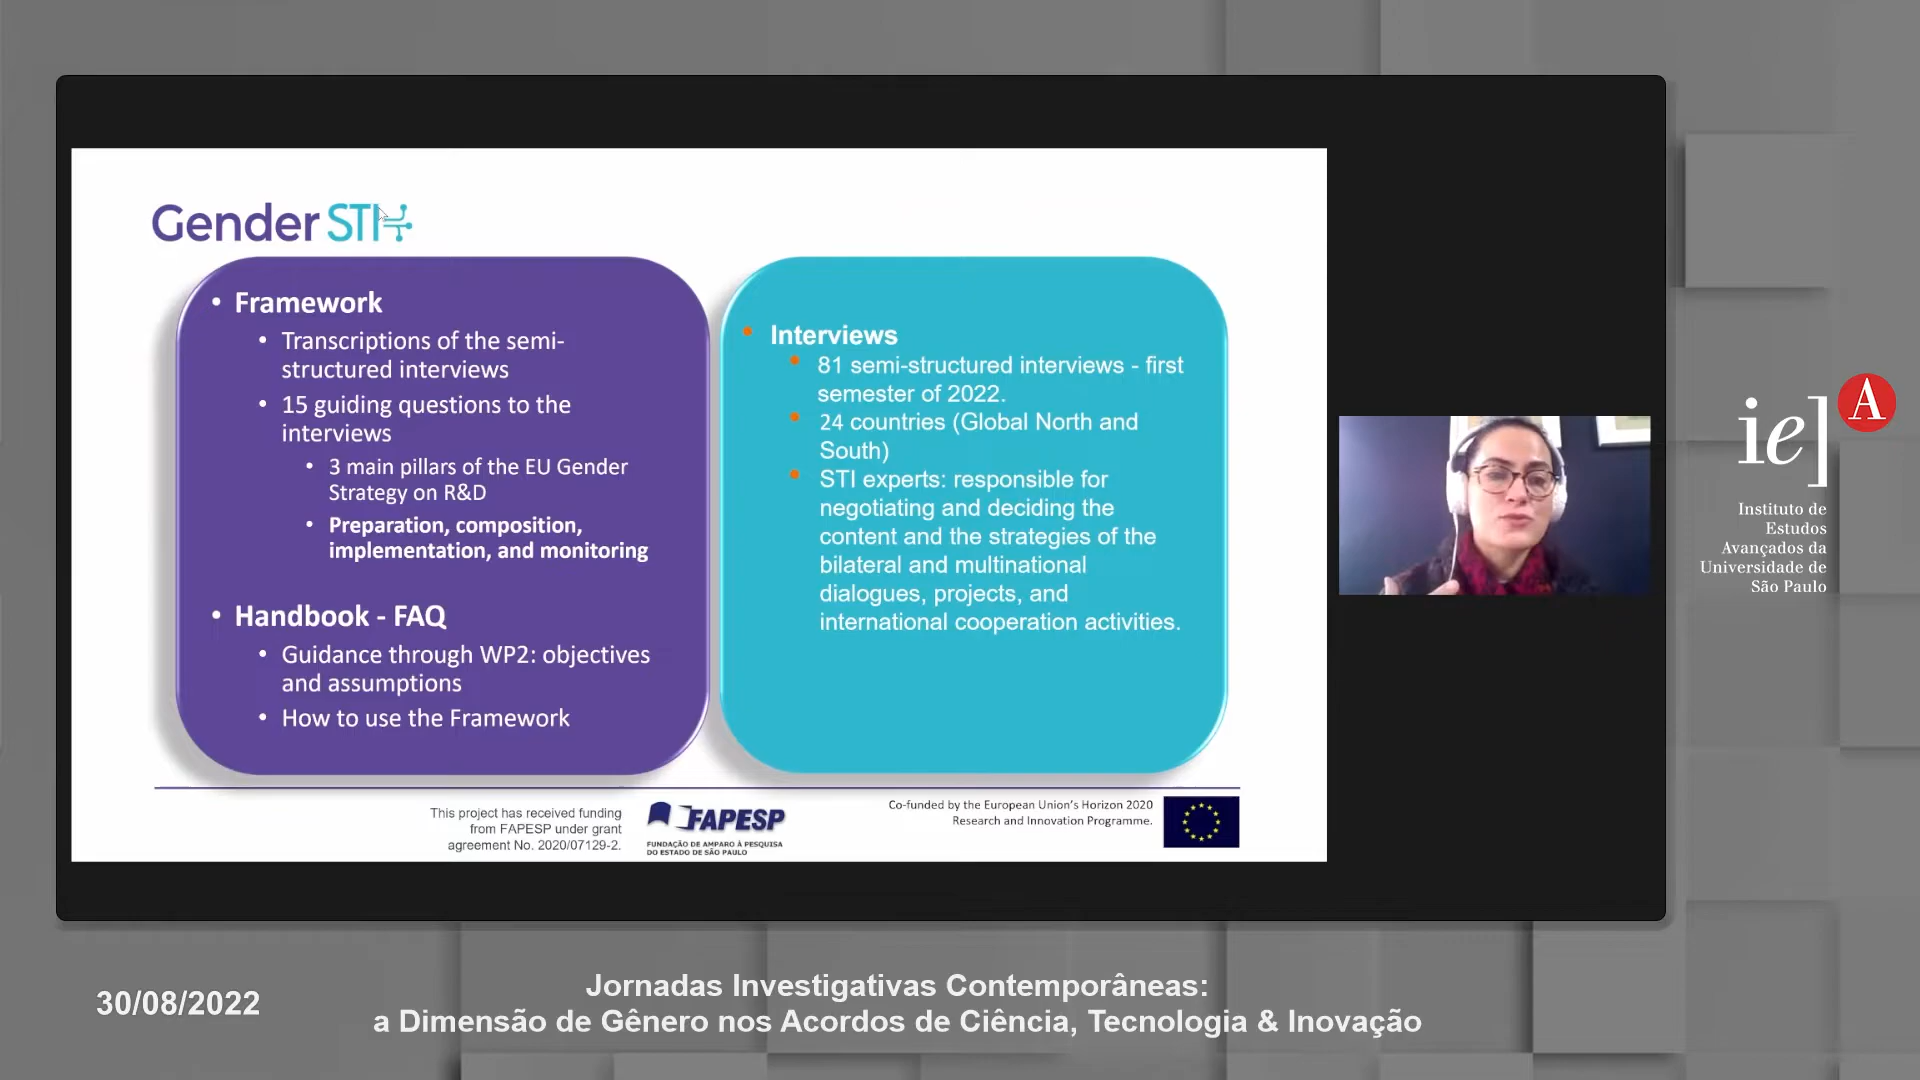 Gender STI
• Framework
• Transcriptions of the semi-
structured interviews
• 15 guiding questions to the
interviews
• 3 main pillars of the EU Gender
Strategy on R&D
• Preparation, composition,
implementation, and monitoring
• Handbook - FAQ
• Guidance through WP2: objectives
and assumptions
• How to use the Framework
• Interviews
• 81 semi-structured interviews - first
semester of 2022.
• 24 countries (Global North and
South)
• STI experts: responsible for
negotiating and deciding the
content and the strategies of the
bilateral and multinational
dialogues, projects, and
international cooperation activities.
This project has received funding
from FAPESP under grant
agreement No. 2020/07129-2.
FAPESP
FUNDAÇÃO DE AMPARO À PESQUISA
DO ESTADO DE SÃO PAULO
Co-funded by the European Union's Horizon 2020
Research and Innovation Programme.
ie] A
Instituto de
Estudos
Avançados da
Universidade de
São Paulo
30/08/2022
Jornadas Investigativas Contemporâneas:
a Dimensão de Gênero nos Acordos de Ciência, Tecnologia & Inovação